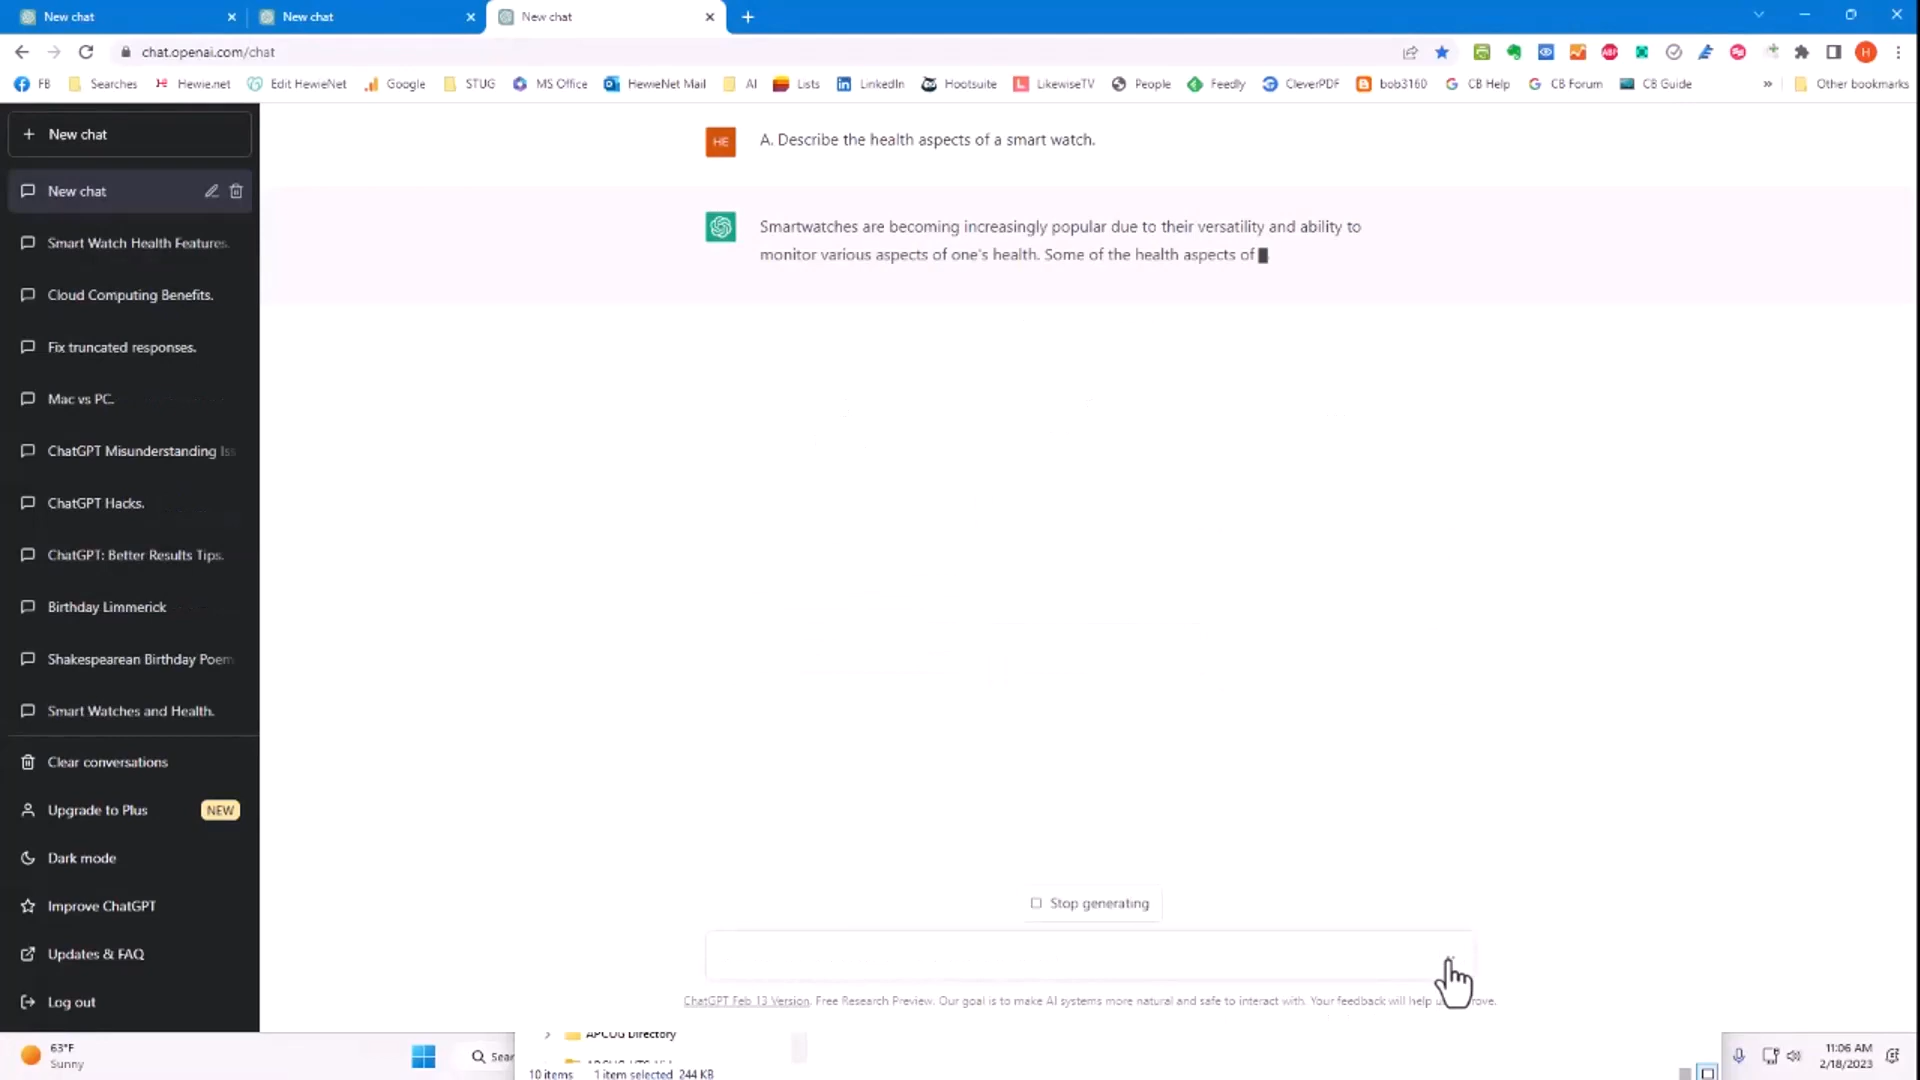 New chat
New chat
New chat
chat.openai.com/chat
H
FB
Searches
Hewie.net
Edit HewieNet
Google
STUG
MS Office
HewieNet Mail
AI
Lists
LinkedIn
Hootsuite
LikewiseTV
People
Feedly
CleverPDF
bob3160
CB Help
CB Forum
CB Guide
»
Other bookmarks
+ New chat
New chat
Smart Watch Health Features.
Cloud Computing Benefits.
Fix truncated responses.
Mac vs PC.
ChatGPT Misunderstanding Iss
ChatGPT Hacks.
ChatGPT: Better Results Tips.
Birthday Limmerick
Shakespearean Birthday Poem
Smart Watches and Health.
Clear conversations
Upgrade to Plus NEW
Dark mode
Improve ChatGPT
Updates & FAQ
Log out
HE
A. Describe the health aspects of a smart watch.
Smartwatches are becoming increasingly popular due to their versatility and ability to
monitor various aspects of one's health. Some of the health aspects of
Stop generating
ChatGPT Feb 13 Version. Free Research Preview. Our goal is to make AI systems more natural and safe to interact with. Your feedback will help
63°F
Sunny
Sear
APCUG Directory
10 items 1 item selected 244 KB
11:06 AM
2/18/2023